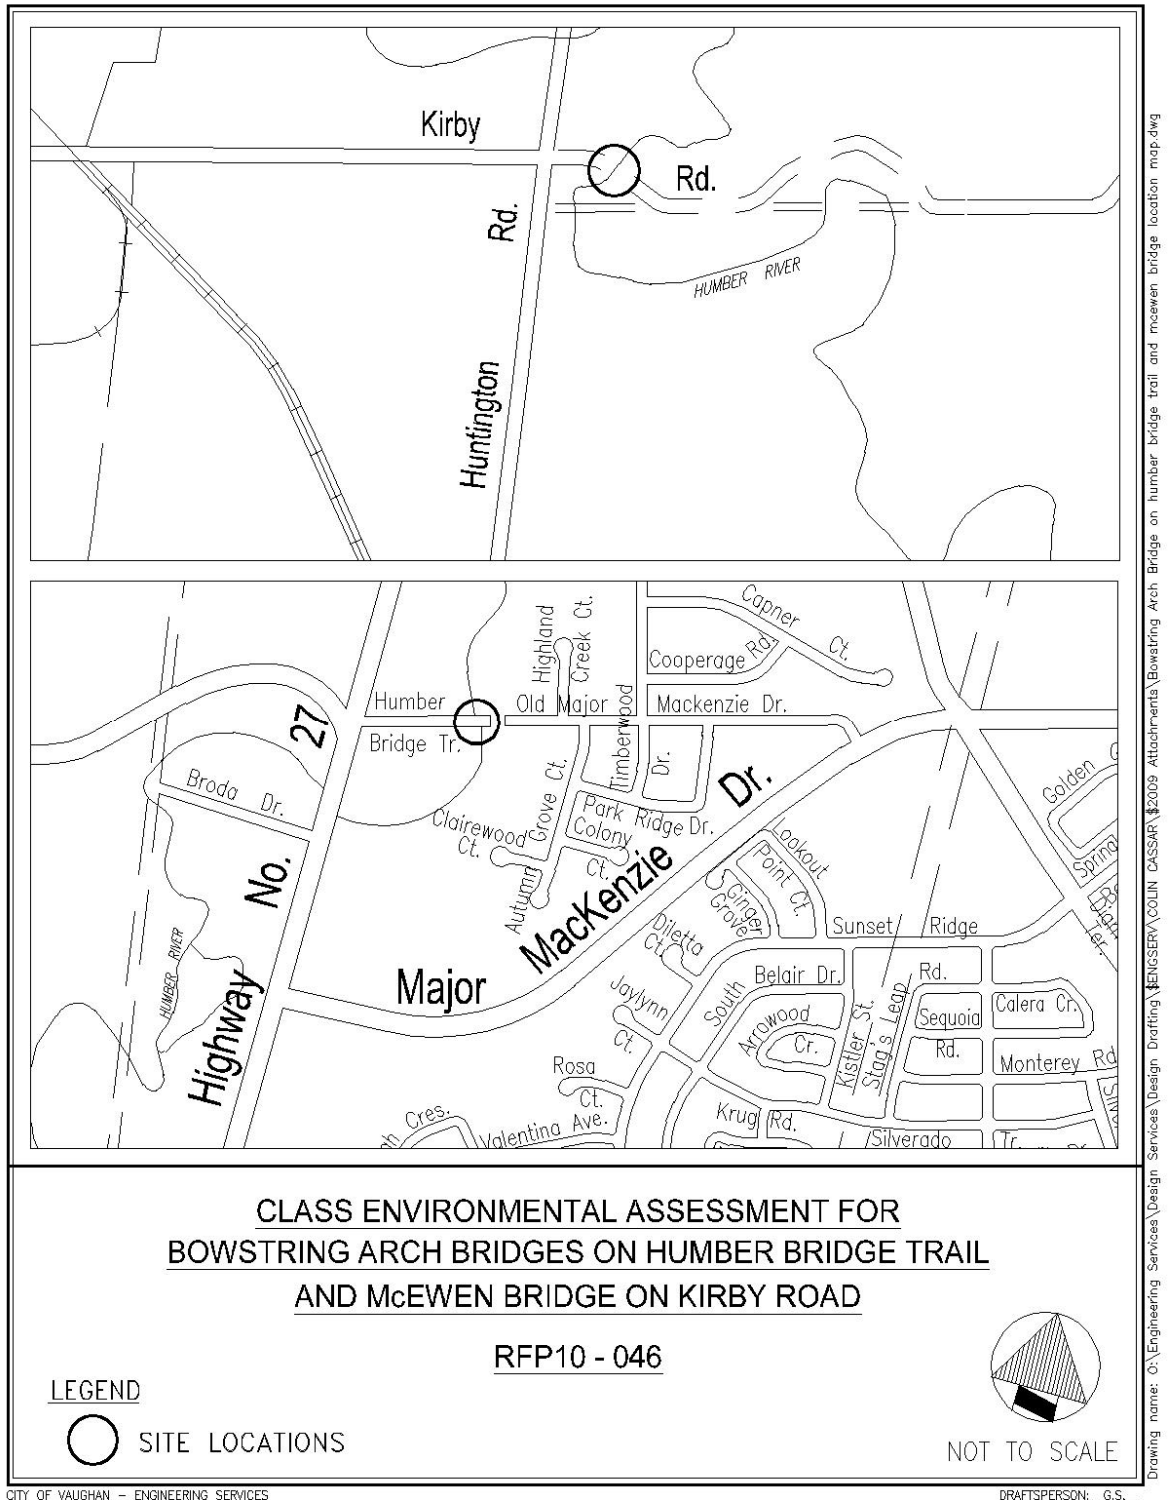 Kirby
Rd.
Rd.
Huntington
HUMBER RIVER
Capner
Ct.
Highland
Creek Ct.
Cooperage Rd.
Humber
Bridge Tr.
Old Major
Mackenzie Dr.
Timberwood
Dr.
27
No.
Highway
Broda Dr.
HUMBER RIVER
Clairewood
Ct.
Grove Ct.
Autumn
Park Ridge Dr.
Colony
Ct.
Major
MacKenzie
Dr.
Lookout
Point Ct.
Ginger
Grove
Diletta
Ct.
Jaylynn
Ct.
Rosa
Ct.
Cres.
Valentina Ave.
Sunset Ridge
South
Belair Dr.
Arrowood
Cr.
Kistler St.
Stag's Leap
Rd.
Sequoia
Rd.
Calera Cr.
Monterey Rd
Krug Rd.
Silverado
Tr.
Golden
Spring
Ter.
CLASS ENVIRONMENTAL ASSESSMENT FOR
BOWSTRING ARCH BRIDGES ON HUMBER BRIDGE TRAIL
AND McEWEN BRIDGE ON KIRBY ROAD
RFP10 - 046
LEGEND
SITE LOCATIONS
NOT TO SCALE
CITY OF VAUGHAN – ENGINEERING SERVICES
DRAFTSPERSON: G.S.
Drawing name: O:\Engineering Services\Design Services\Design Drafting\$ENGSERV\COLIN CASSAR\$2009 Attachments\Bowstring Arch Bridge on humber bridge trail and mcewen bridge location map.dwg